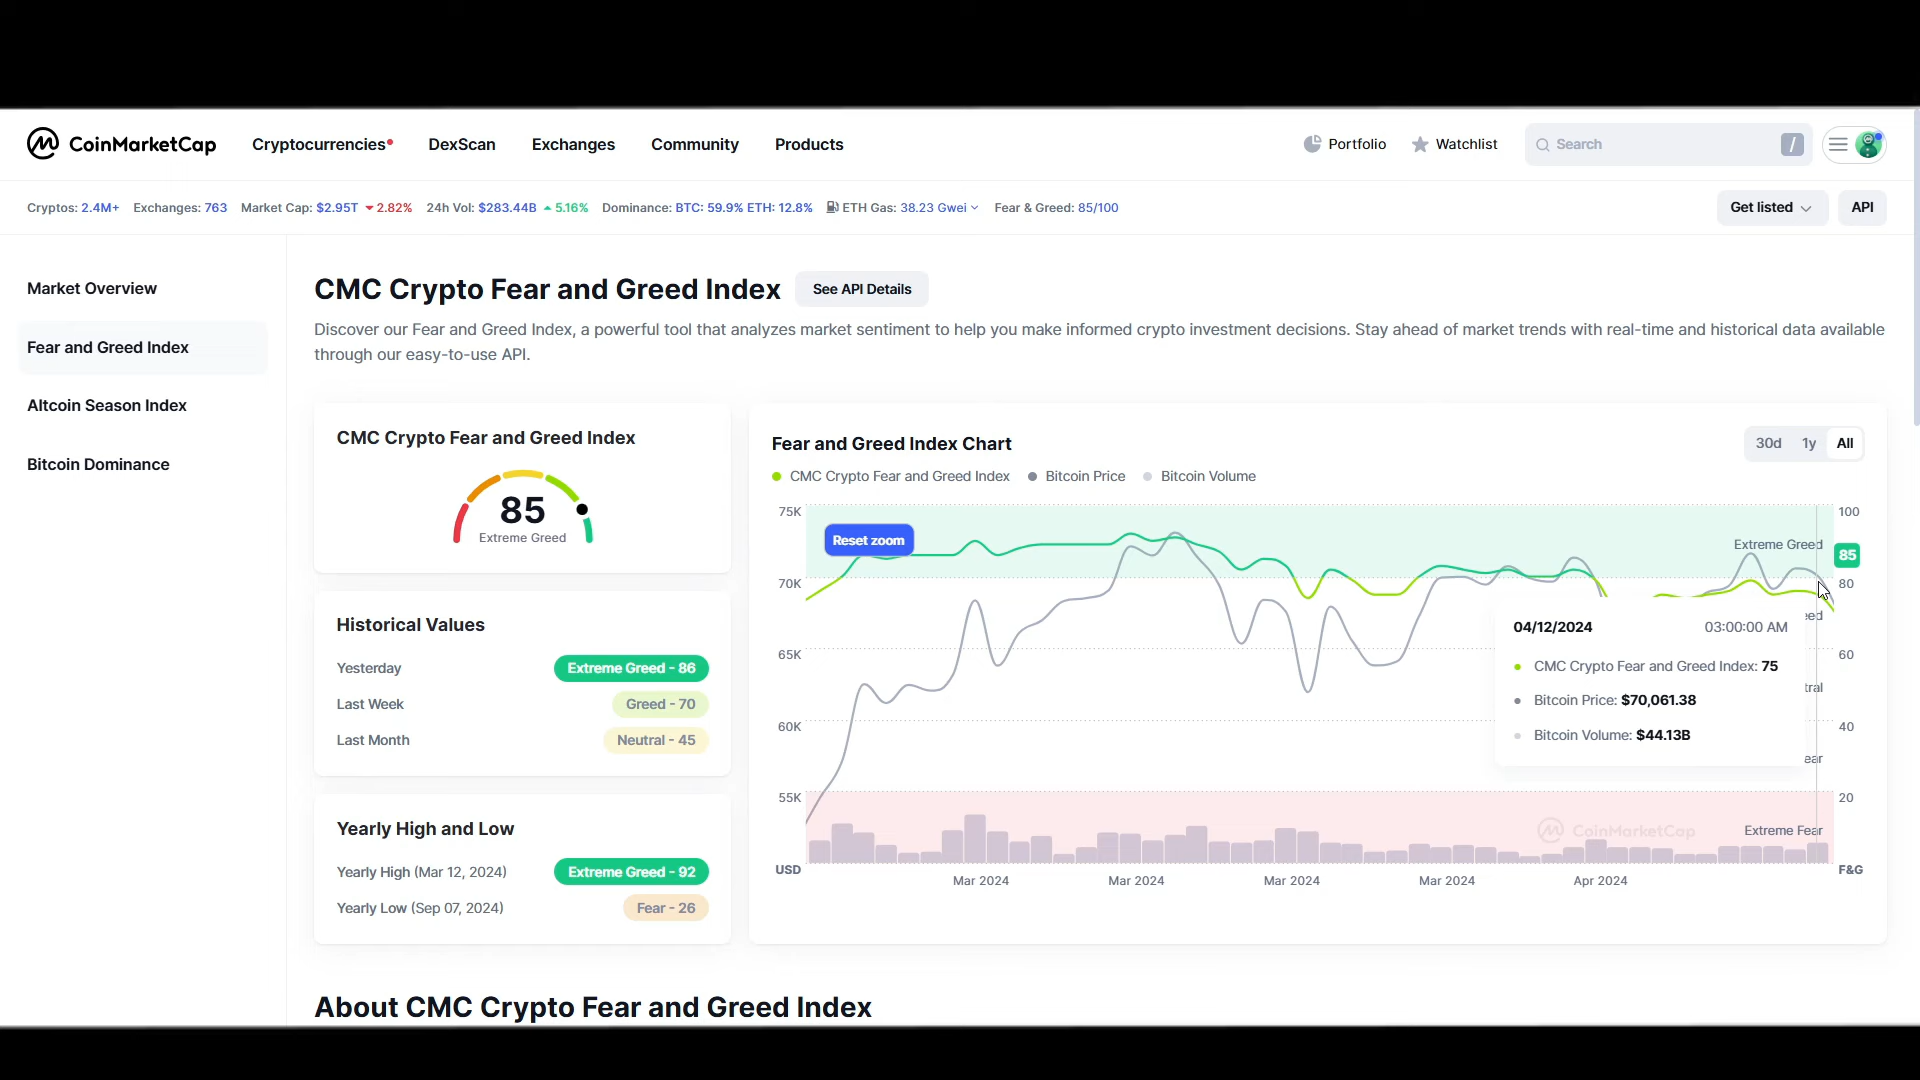 CoinMarketCap Cryptocurrencies DexScan Exchanges Community Products Portfolio Watchlist Search /
Cryptos: 2.4M+ Exchanges: 763 Market Cap: $2.95T 2.82% 24h Vol: $283.44B 5.16% Dominance: BTC: 59.9% ETH: 12.8% ETH Gas: 38.23 Gwei Fear & Greed: 85/100 Get listed API
Market Overview
Fear and Greed Index
Altcoin Season Index
Bitcoin Dominance
CMC Crypto Fear and Greed Index See API Details
Discover our Fear and Greed Index, a powerful tool that analyzes market sentiment to help you make informed crypto investment decisions. Stay ahead of market trends with real-time and historical data available
through our easy-to-use API.
CMC Crypto Fear and Greed Index
85
Extreme Greed
Historical Values
Yesterday Extreme Greed - 86
Last Week Greed - 70
Last Month Neutral - 45
Yearly High and Low
Yearly High (Mar 12, 2024) Extreme Greed - 92
Yearly Low (Sep 07, 2024) Fear - 26
Fear and Greed Index Chart 30d 1y All
CMC Crypto Fear and Greed Index Bitcoin Price Bitcoin Volume
75K 100
Reset zoom Extreme Greed 85
70K 80
eed
04/12/2024 03:00:00 AM
65K 60
CMC Crypto Fear and Greed Index: 75
tral
Bitcoin Price: $70,061.38
60K 40
Bitcoin Volume: $44.13B
ear
55K 20
CoinMarketCap Extreme Fear
USD F&G
Mar 2024 Mar 2024 Mar 2024 Mar 2024 Apr 2024
About CMC Crypto Fear and Greed Index